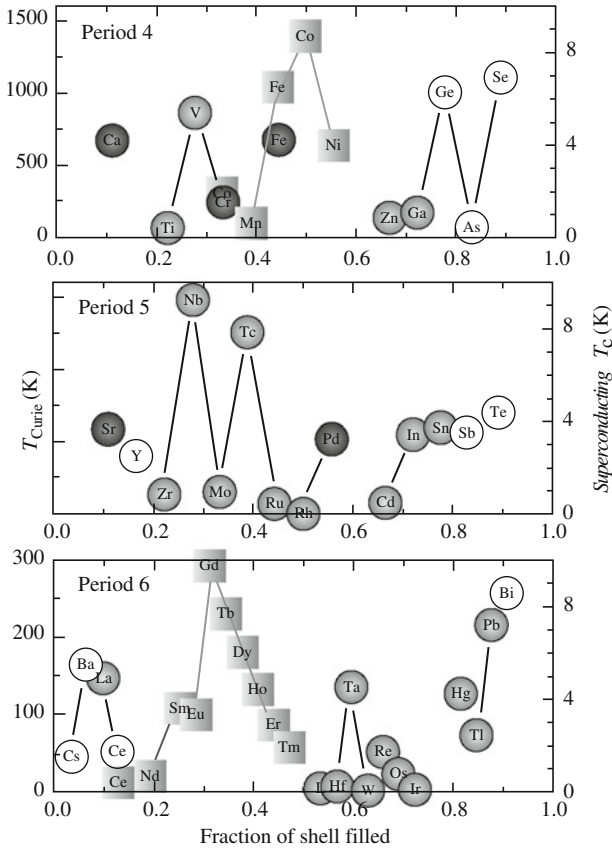 1500
Period 4
Co
8
Fe
Ge
Se
1000
V
Ca
Fe
Ni
4
500
Co
Cr
Mn
Zn
Ga
Ti
As
0
0
0.0
0.2
0.4
0.6
0.8
1.0
Period 5
Nb
Tc
8
Sr
Y
Pd
In
Sn
Sb
Te
4
Zr
Mo
Ru
Rh
Cd
0
0.0
0.2
0.4
0.6
0.8
1.0
T Curie (K)
Superconducting T c (K)
300
Period 6
Gd
Bi
8
200
Tb
Pb
Ba
La
Dy
Ho
Ta
Hg
4
100
Sm
Eu
Er
Tm
Re
Tl
Cs
Ce
Ce
Nd
Hf
W
Os
Ir
0
0
0.0
0.2
0.4
0.6
0.8
1.0
Fraction of shell filled